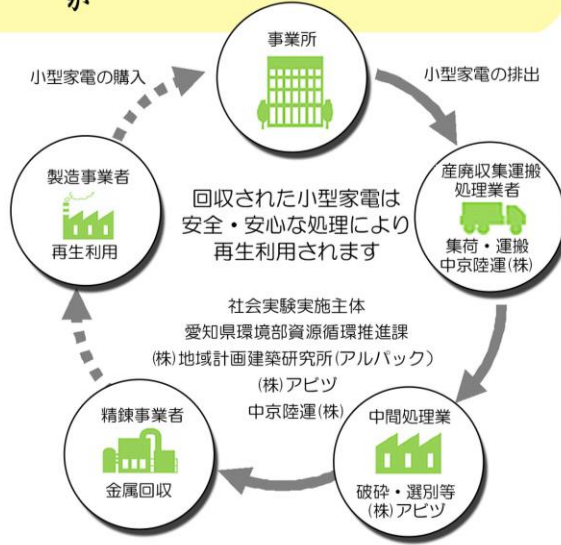 が
事業所
小型家電の購入
小型家電の排出
製造事業者
再生利用
産廃収集運搬
処理業者
集荷・運搬
中京陸運(株)
回収された小型家電は
安全・安心な処理により
再生利用されます
社会実験実施主体
愛知県環境部資源循環推進課
(株)地域計画建築研究所(アルパック)
(株)アビヅ
中京陸運(株)
精錬事業者
金属回収
中間処理業
破砕・選別等
(株)アビヅ